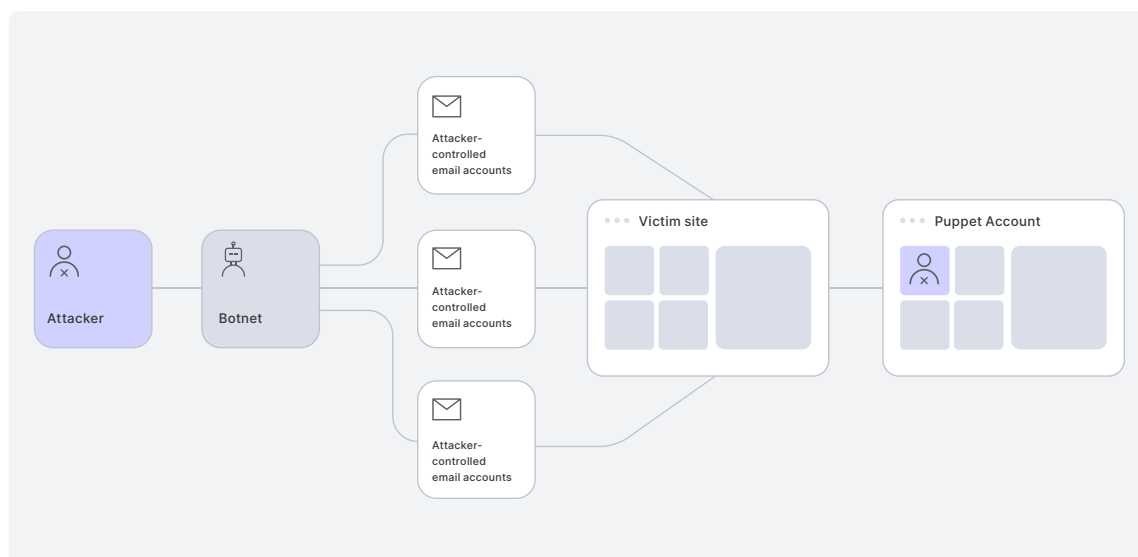 Attacker
Botnet
Attacker-
controlled
email accounts
Attacker-
controlled
email accounts
Attacker-
controlled
email accounts
Victim site
Puppet Account